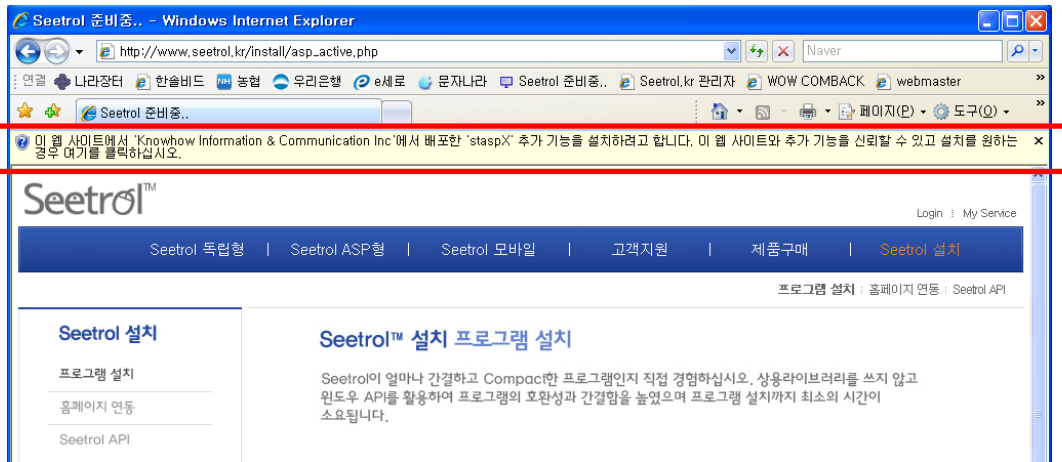 Seetrol 준비중.. - Windows Internet Explorer
http://www.seetrol.kr/install/asp_active.php
Naver
연결 나라장터 한솔비드 농협 우리은행 e세로 문자나라 Seetrol 준비중.. Seetrol.kr 관리자 WOW COMBACK webmaster »
Seetrol 준비중..
페이지(P) 도구(O) »
이 웹 사이트에서 'Knowhow Information & Communication Inc'에서 배포한 'staspX' 추가 기능을 설치하려고 합니다. 이 웹 사이트와 추가 기능을 신뢰할 수 있고 설치를 원하는
경우 여기를 클릭하십시오.
Seetrol™
Login My Service
Seetrol 독립형 | Seetrol ASP형 | Seetrol 모바일 | 고객지원 | 제품구매 | Seetrol 설치
프로그램 설치 홈페이지 연동 Seetrol API
Seetrol 설치
프로그램 설치
홈페이지 연동
Seetrol API
Seetrol™ 설치 프로그램 설치
Seetrol이 얼마나 간결하고 Compact한 프로그램인지 직접 경험하십시오. 상용라이브러리를 쓰지 않고
윈도우 API를 활용하여 프로그램의 호환성과 간결함을 높였으며 프로그램 설치까지 최소의 시간이
소요됩니다.